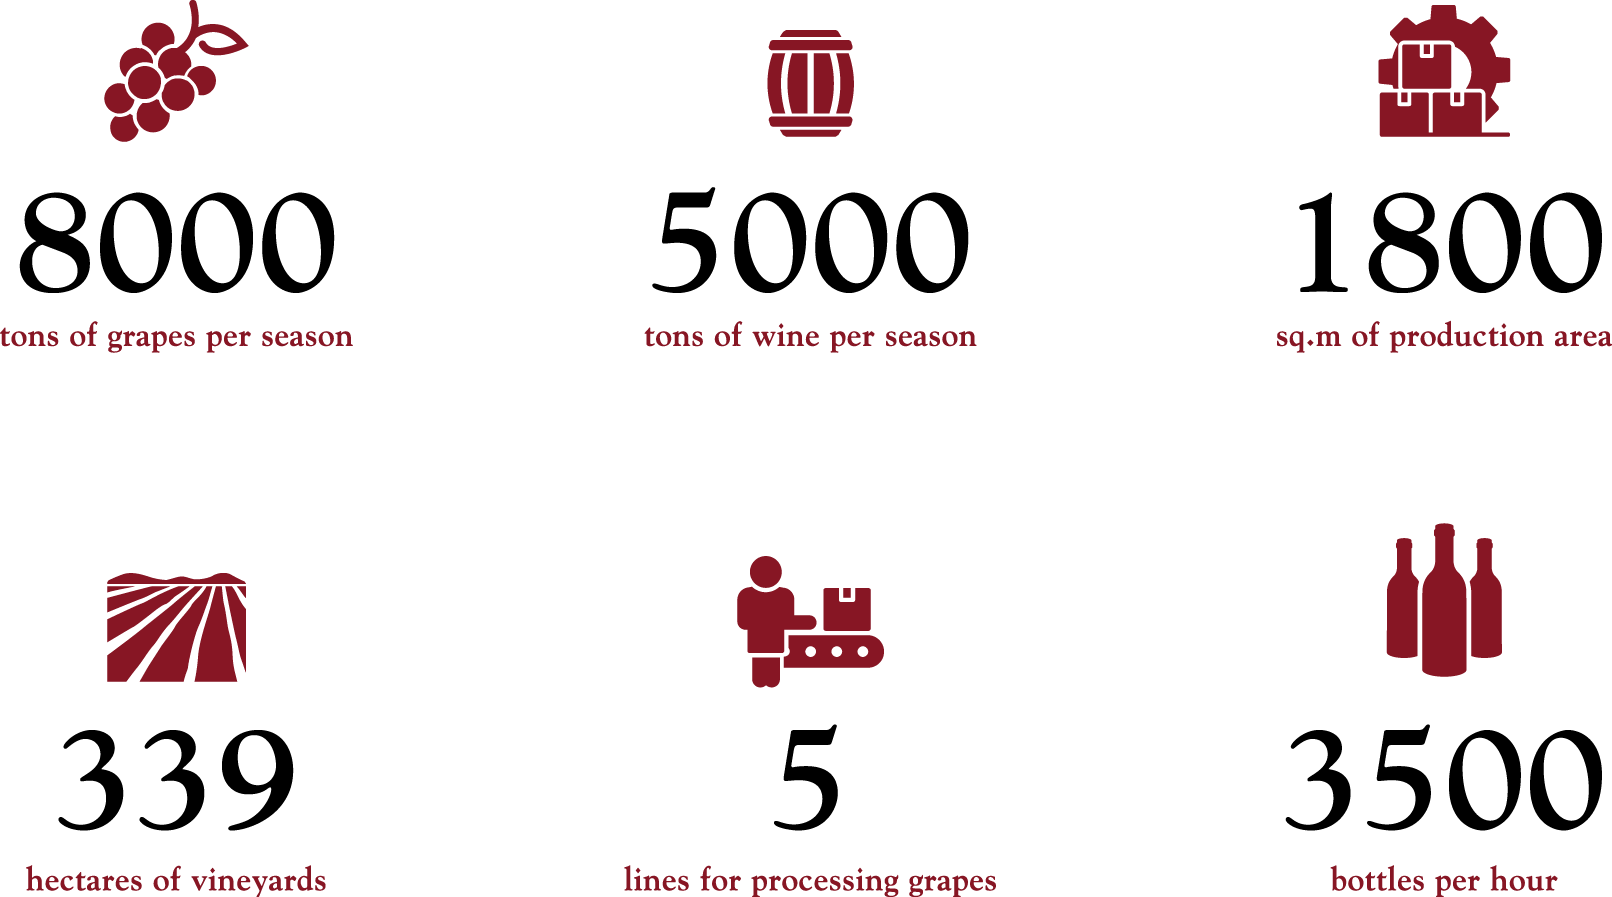 8000
tons of grapes per season
5000
tons of wine per season
1800
sq.m of production area
339
hectares of vineyards
5
lines for processing grapes
3500
bottles per hour